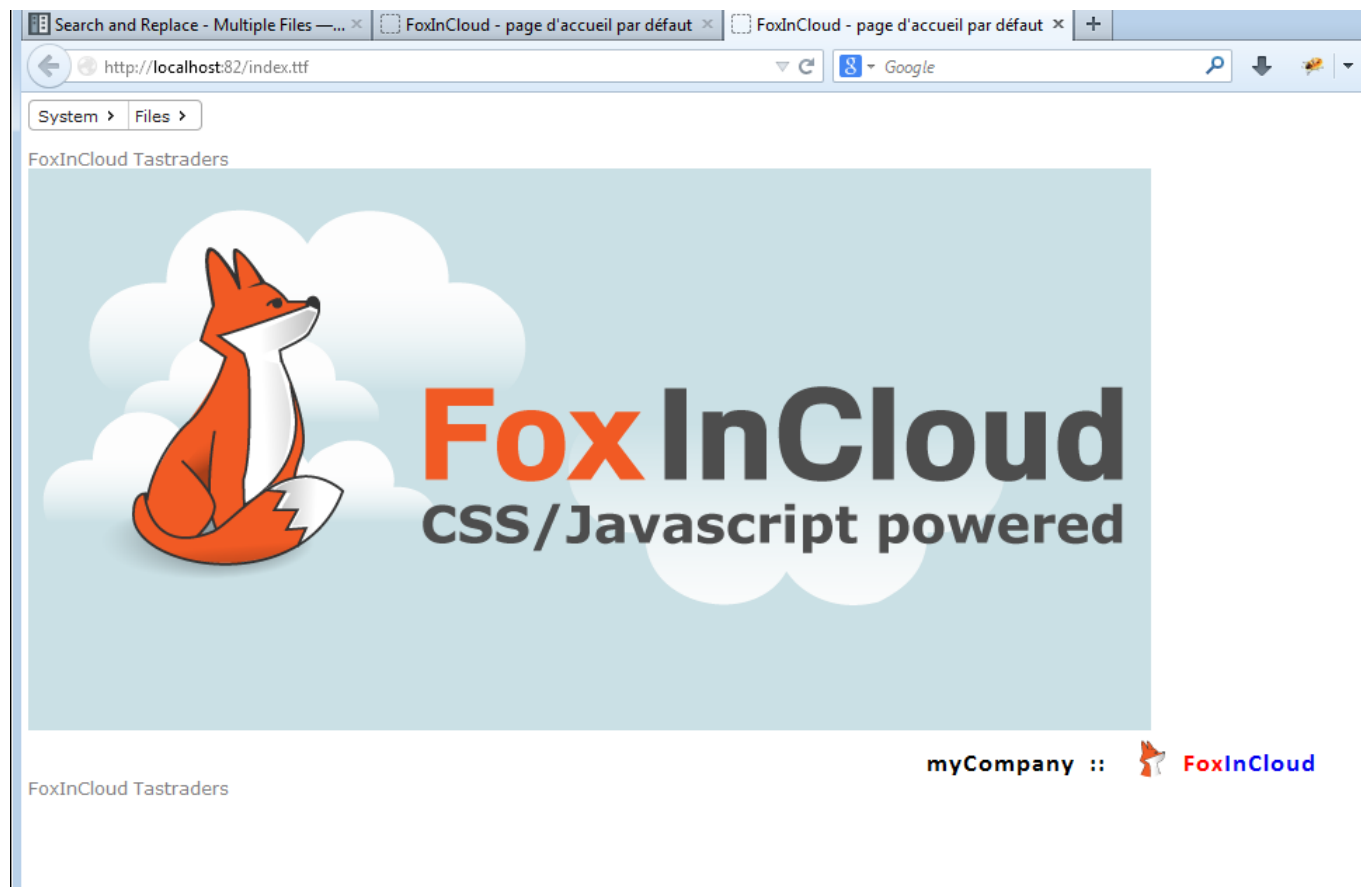 Search and Replace - Multiple Files —...
FoxInCloud - page d'accueil par défaut
FoxInCloud - page d'accueil par défaut
http://localhost:82/index.ttf
8
Google
System
Files
FoxInCloud Tastraders
FoxInCloud
CSS/Javascript powered
myCompany :: FoxInCloud
FoxInCloud Tastraders